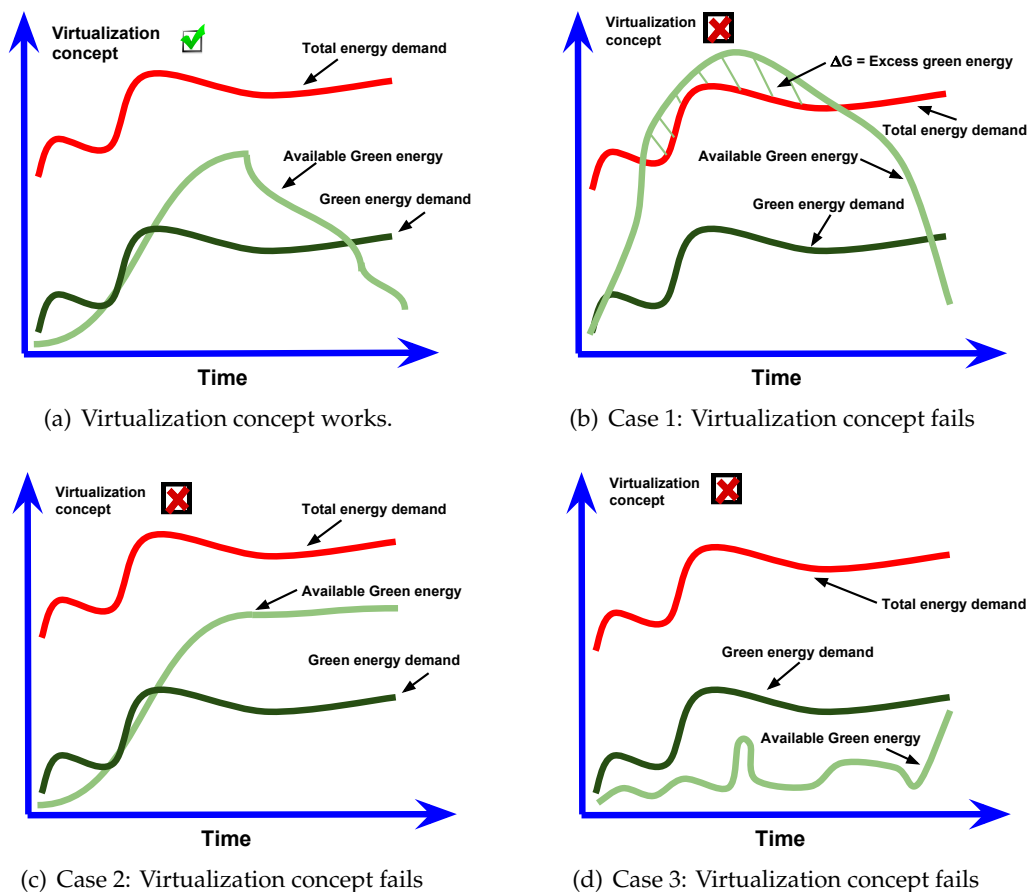 Virtualization
concept
Total energy demand
Available Green energy
Green energy demand
Time
(a) Virtualization concept works.
Virtualization
concept
ΔG = Excess green energy
Total energy demand
Available Green energy
Green energy demand
Time
(b) Case 1: Virtualization concept fails
Virtualization
concept
Total energy demand
Available Green energy
Green energy demand
Time
(c) Case 2: Virtualization concept fails
Virtualization
concept
Total energy demand
Green energy demand
Available Green energy
Time
(d) Case 3: Virtualization concept fails